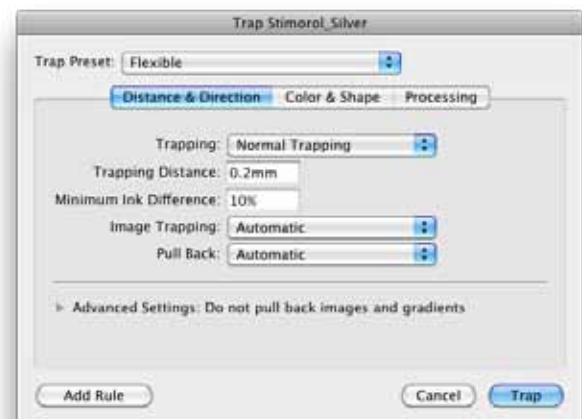 Trap Stimorol_Silver
Trap Preset: Flexible
Distance & Direction Color & Shape Processing
Trapping: Normal Trapping
Trapping Distance: 0.2mm
Minimum Ink Difference: 10%
Image Trapping: Automatic
Pull Back: Automatic
Advanced Settings: Do not pull back images and gradients
Add Rule Cancel Trap